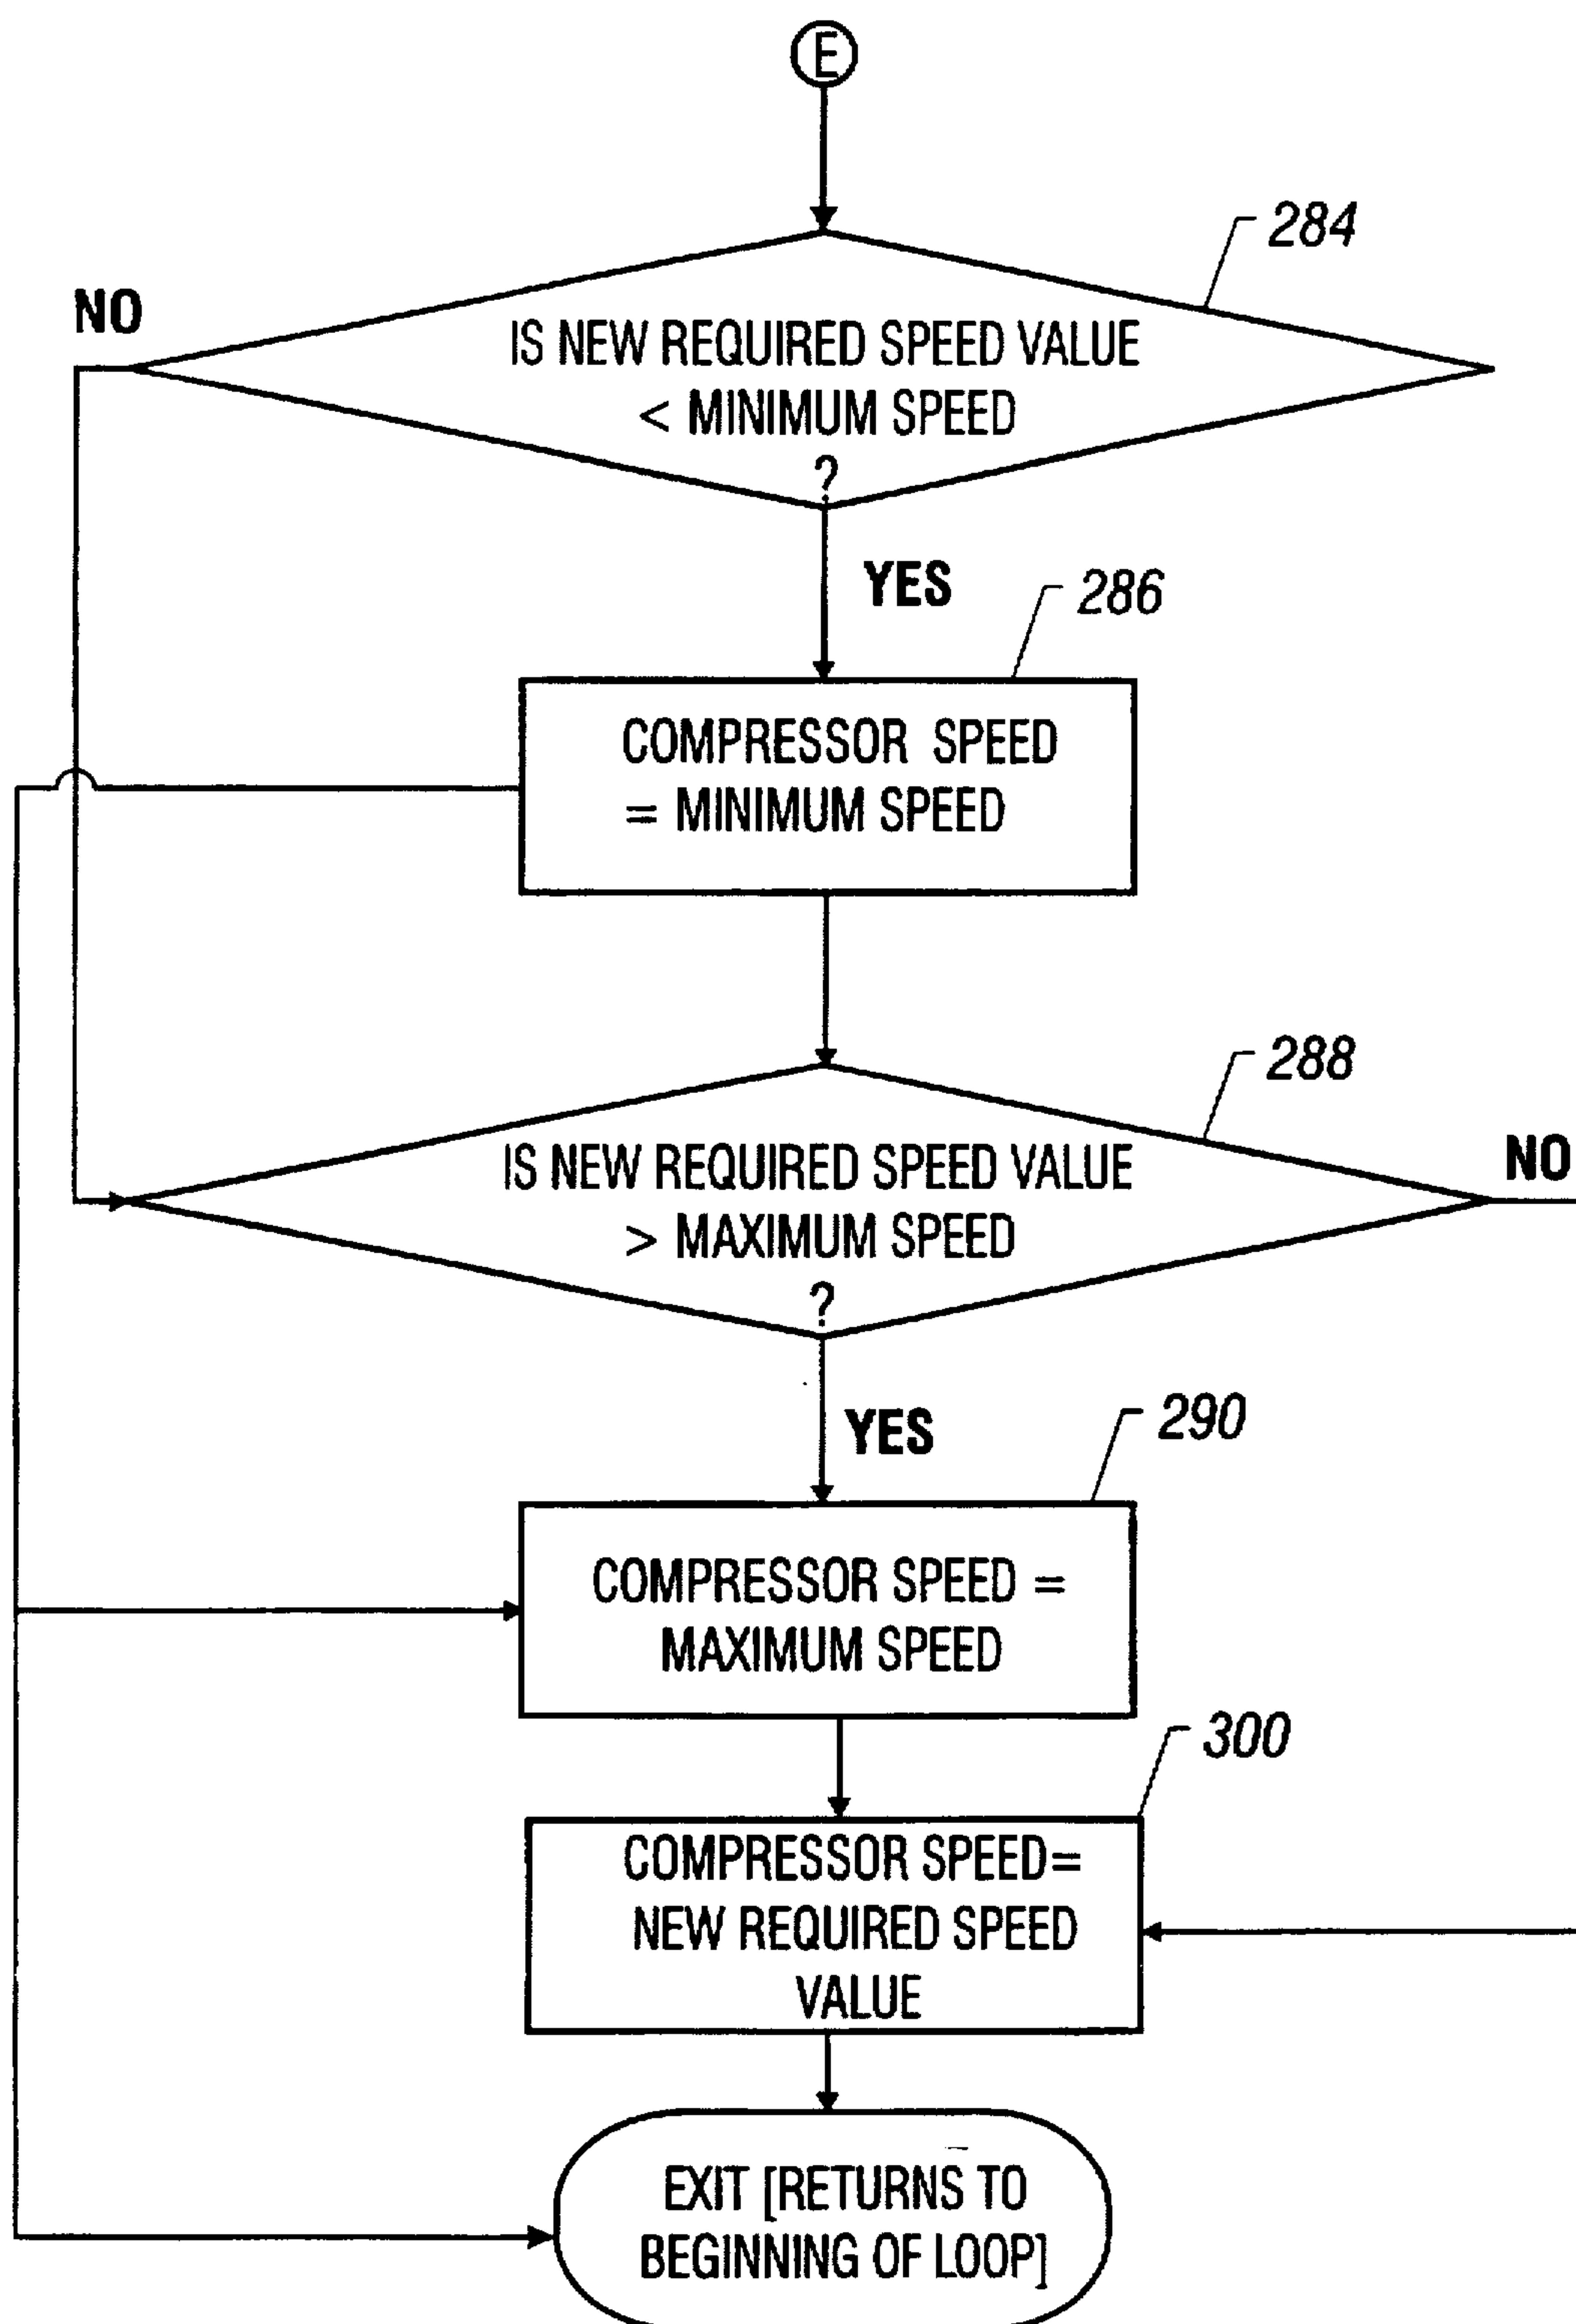 E
284
NO
IS NEW REQUIRED SPEED VALUE
< MINIMUM SPEED
?
YES
286
COMPRESSOR SPEED
= MINIMUM SPEED
288
IS NEW REQUIRED SPEED VALUE
> MAXIMUM SPEED
?
NO
YES
290
COMPRESSOR SPEED =
MAXIMUM SPEED
300
COMPRESSOR SPEED=
NEW REQUIRED SPEED
VALUE
EXIT [RETURNS TO
BEGINNING OF LOOP]